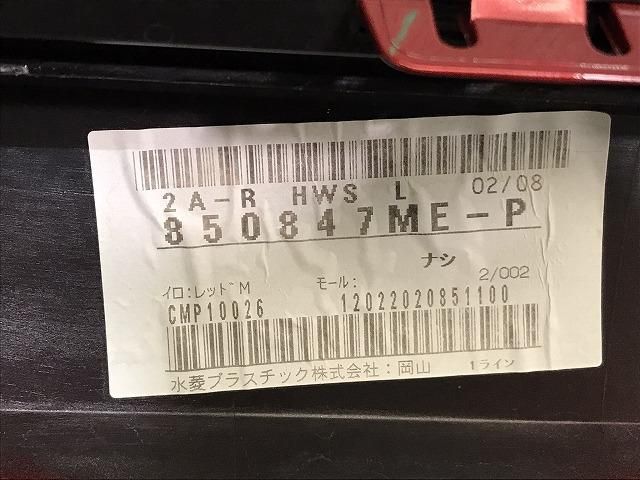 2A-R HWS L 02/08
850847ME-P
ナシ 2/002
イロ:レッドM モール:
CMP10026 12022020851100
水菱プラスチック株式会社:岡山 1ライン